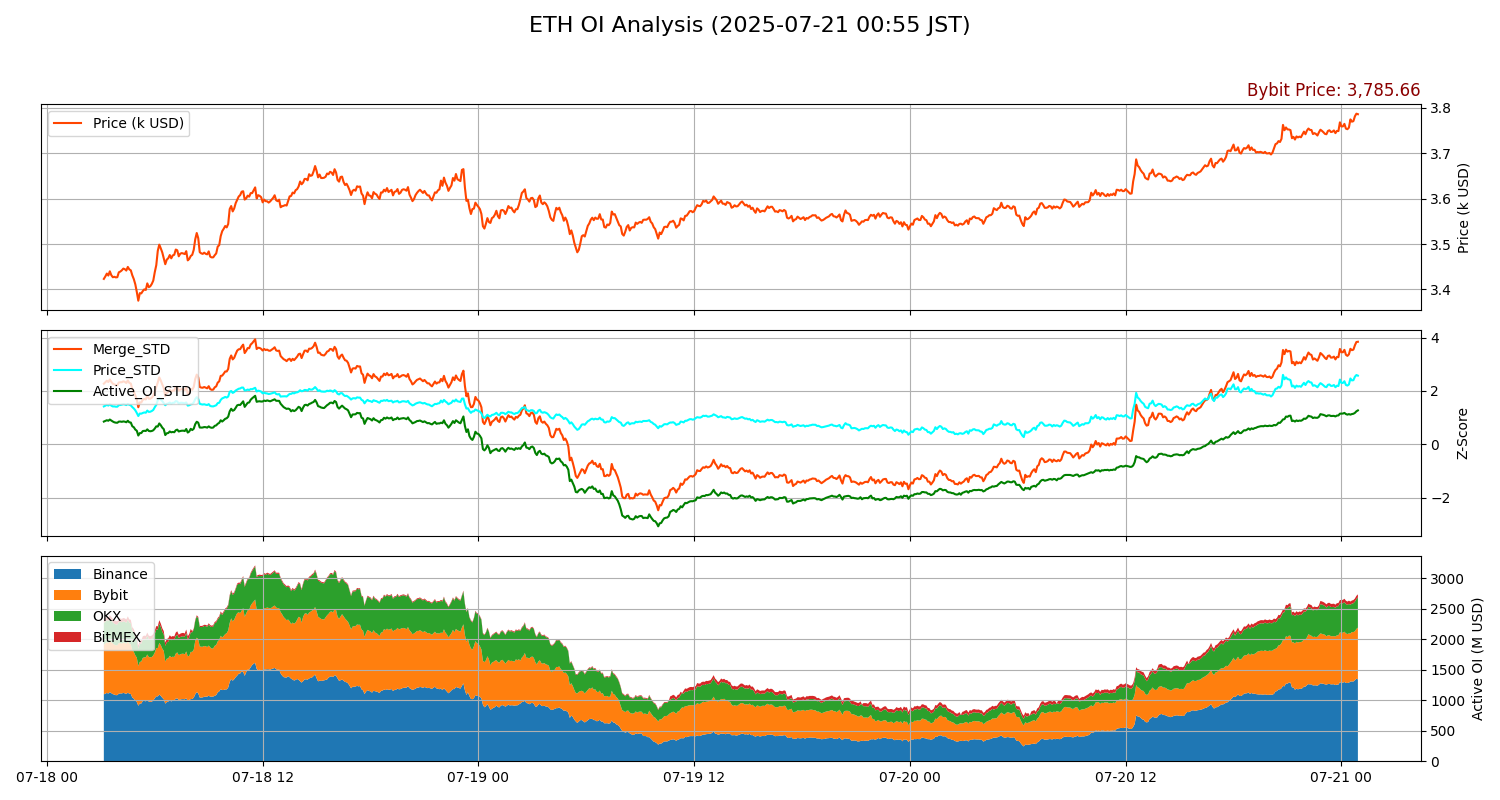 ETH OI Analysis (2025-07-21 00:55 JST)
Bybit Price: 3,785.66
Price (k USD)
3.8
3.7
3.6
3.5
3.4
Price (k USD)
Merge_STD
Price_STD
Active_OI_STD
4
2
0
−2
Z-Score
Binance
Bybit
OKX
BitMEX
3000
2500
2000
1500
1000
500
0
Active OI (M USD)
07-18 00
07-18 12
07-19 00
07-19 12
07-20 00
07-20 12
07-21 00